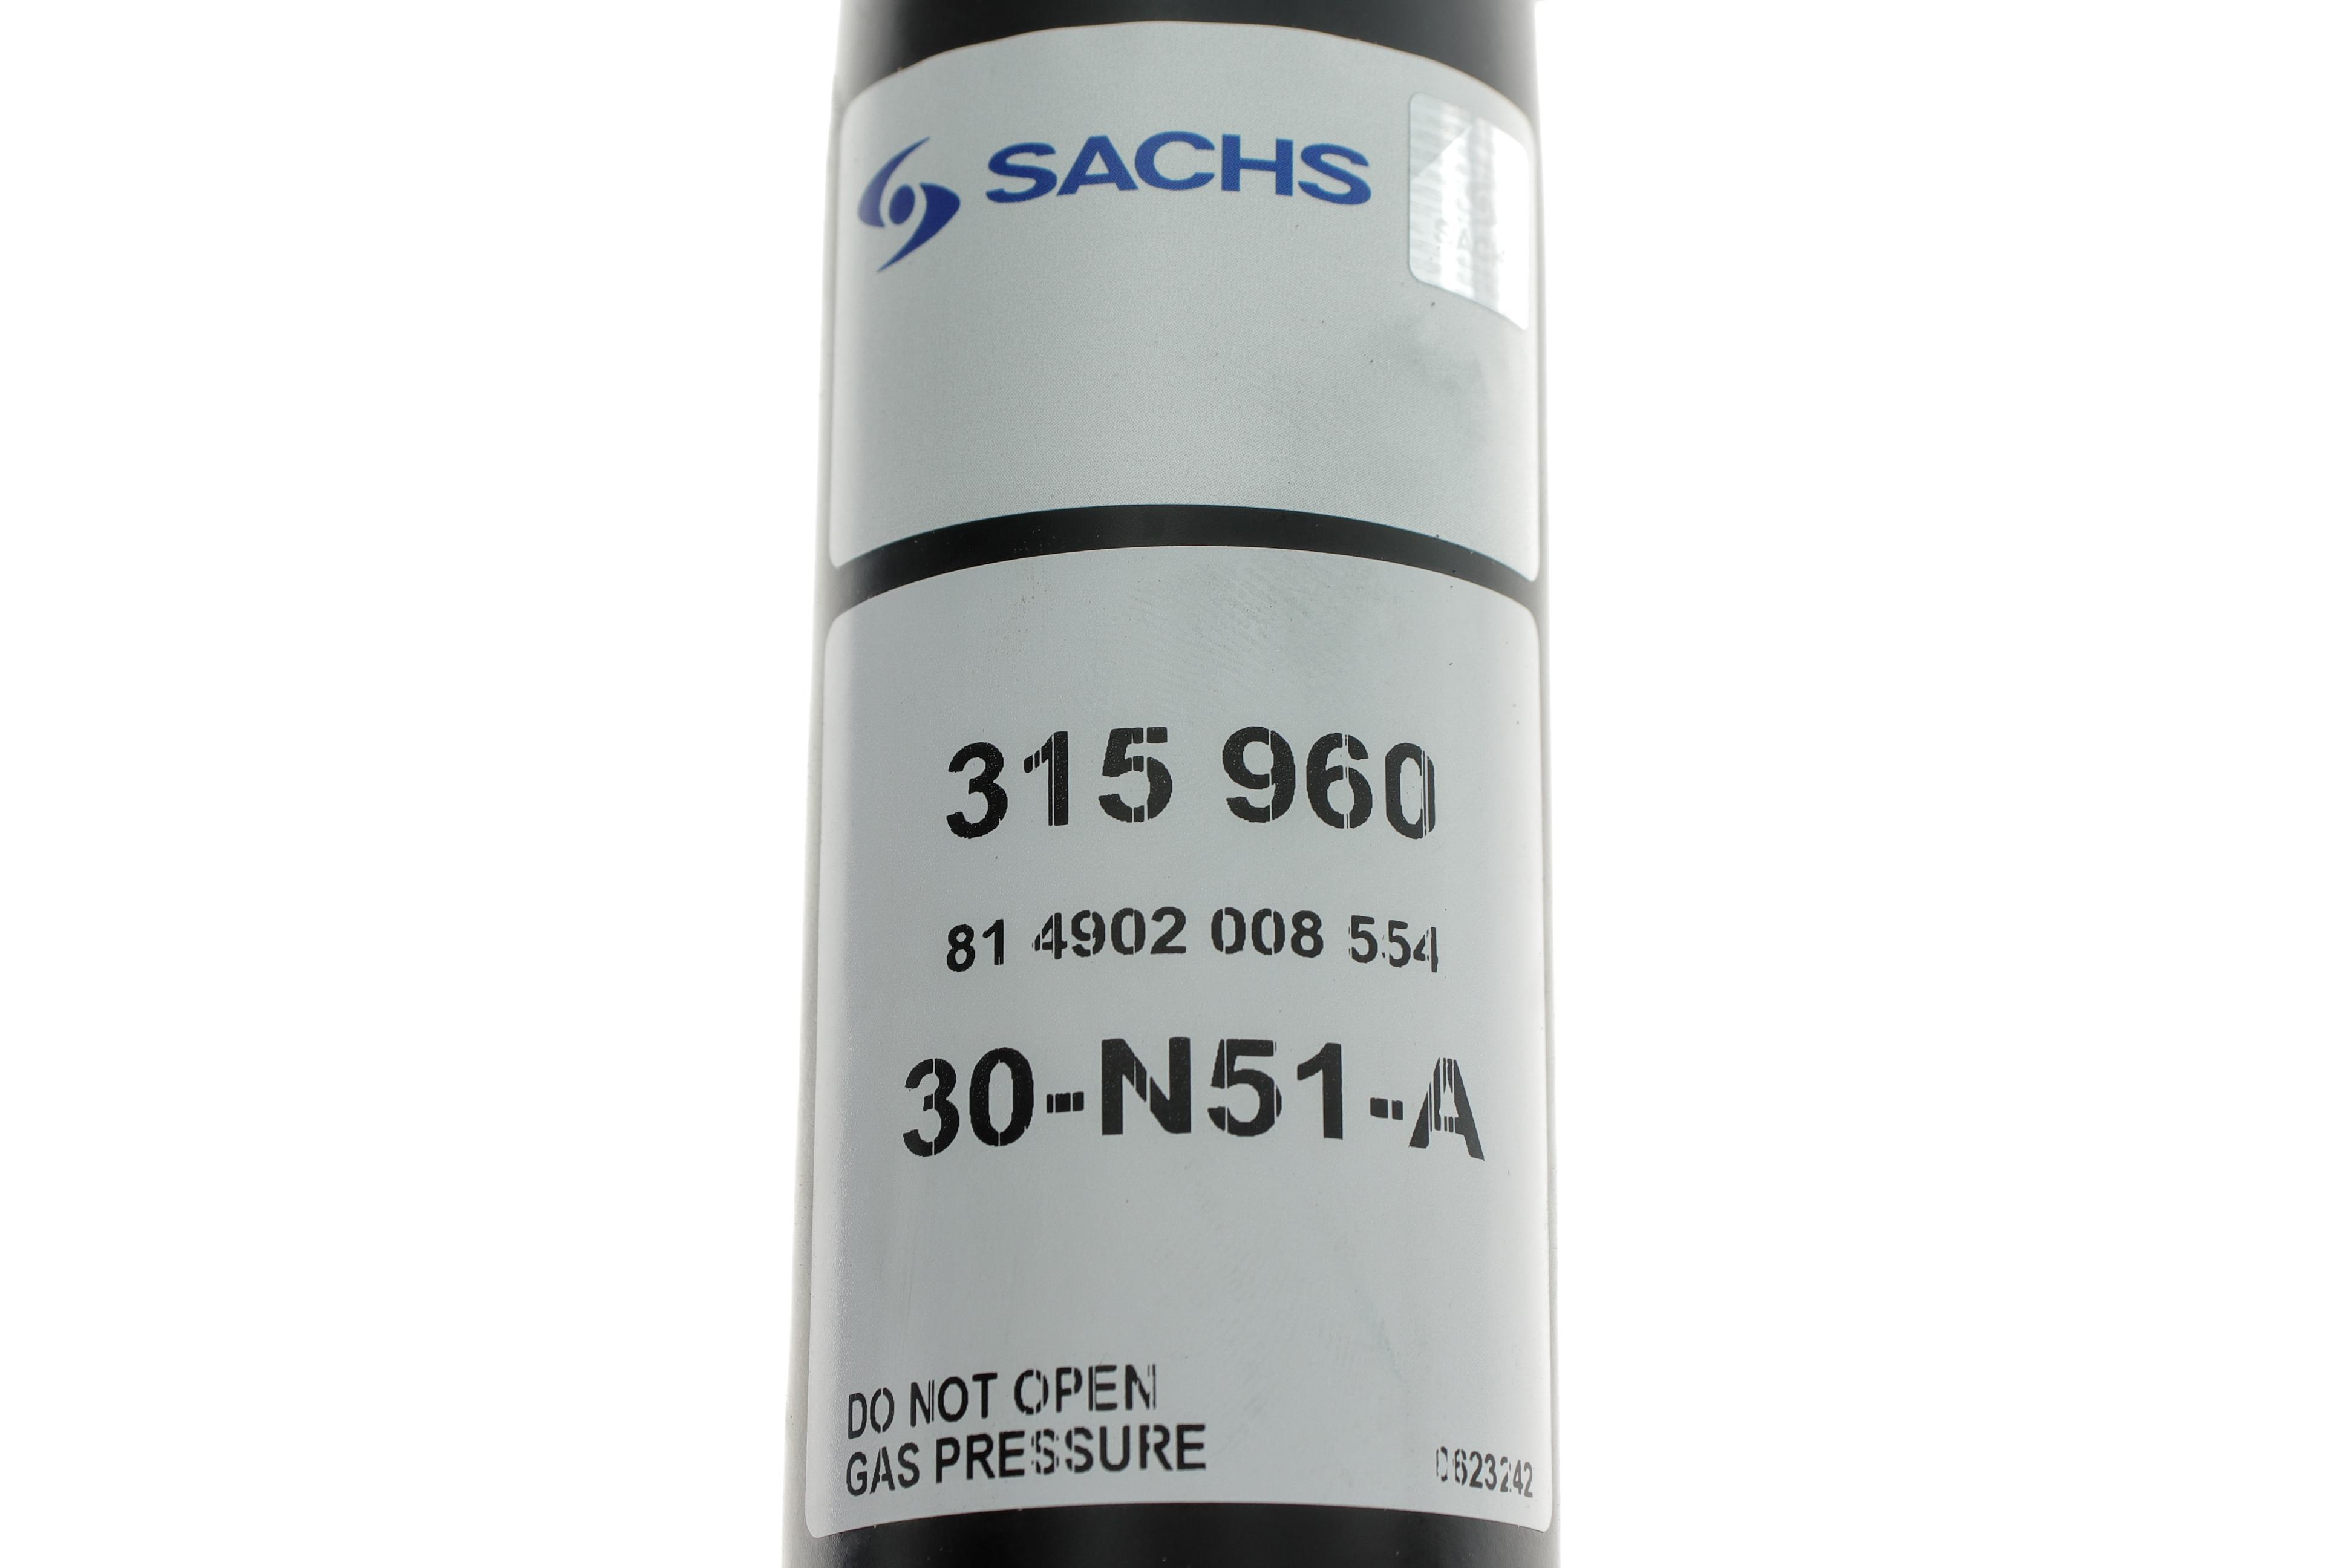 SACHS
315 960
81 4902 008 554
30-N51-A
DO NOT OPEN
GAS PRESSURE
0623242